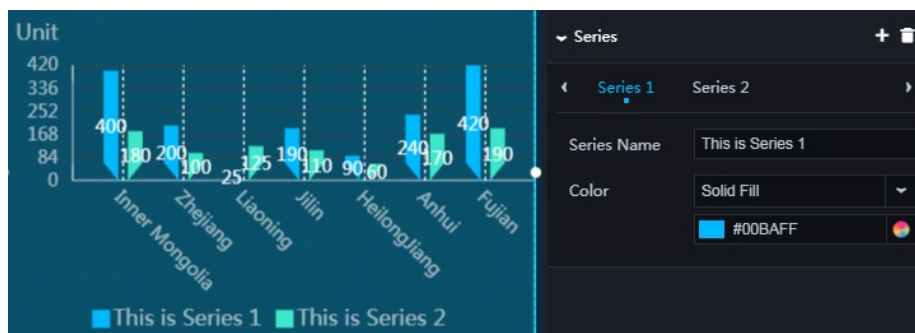 Unit
420
336
252
168
84
0
400
180
200
100
25
125
190
110
90
60
240
170
420
190
Inner Mongolia
Zhejiang
Liaoning
Jilin
HeilongJiang
Anhui
Fujian
This is Series 1
This is Series 2
Series
Series 1 Series 2
Series Name This is Series 1
Color Solid Fill
#00BAFF